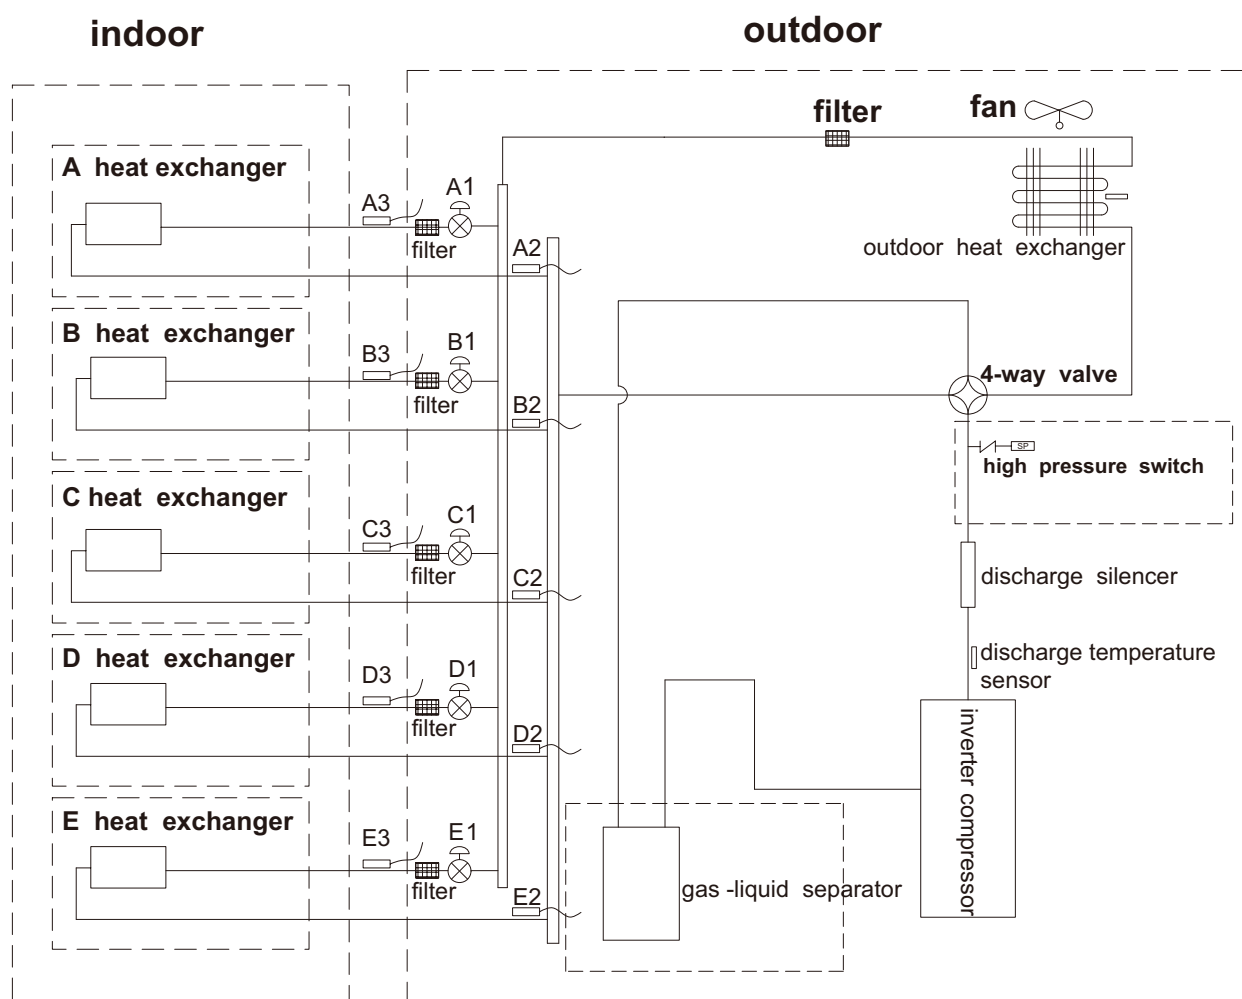 indoor
outdoor
filter
fan
A heat exchanger
A3
A1
filter
A2
outdoor heat exchanger
B heat exchanger
B3
B1
filter
B2
4-way valve
SP
high pressure switch
C heat exchanger
C3
C1
filter
C2
discharge silencer
D heat exchanger
D3
D1
filter
D2
discharge temperature
sensor
inverter compressor
E heat exchanger
E3
E1
filter
E2
gas -liquid separator